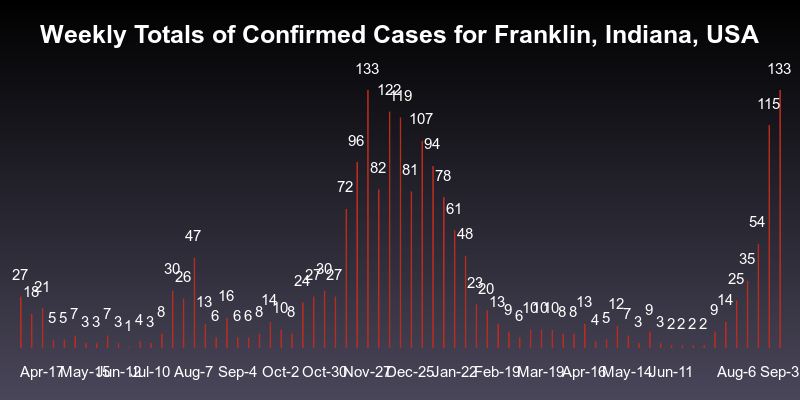 Weekly Totals of Confirmed Cases for Franklin, Indiana, USA
27 18 21 5 5 7 3 3 7 3 1 4 3 8 30 26 47 13 6 16 6 6 8 14 10 8 24 27 30 27 72 96 133 82 122 119 81 107 94 78 61 48 23 20 13 9 6 10 10 10 8 8 13 4 5 12 7 3 9 3 2 2 2 2 9 14 25 35 54 115 133
Apr-17 May-15 Jun-12 Jul-10 Aug-7 Sep-4 Oct-2 Oct-30 Nov-27 Dec-25 Jan-22 Feb-19 Mar-19 Apr-16 May-14 Jun-11 Aug-6 Sep-3